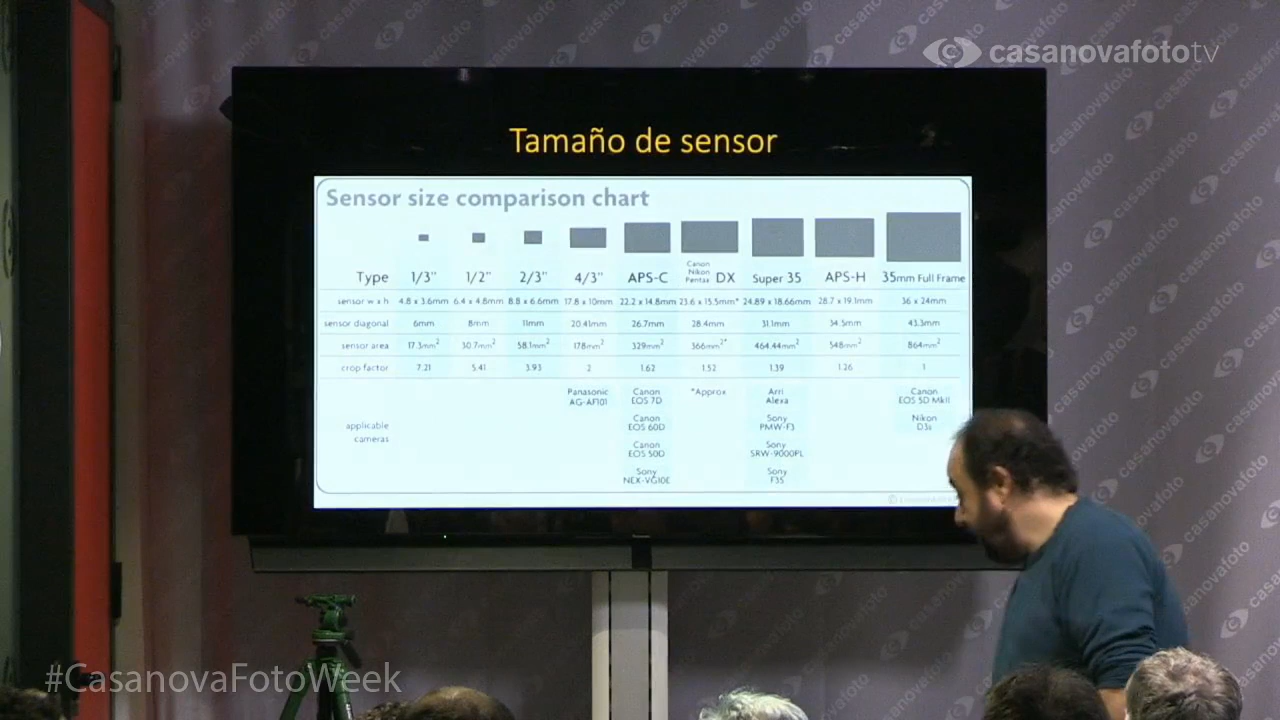 casanovafoto tv
Tamaño de sensor
Sensor size comparison chart
Type 1/3" 1/2" 2/3" 4/3" APS-C Canon Nikon Pentax DX Super 35 APS-H 35mm Full Frame
sensor w x h 4.8 x 3.6mm 6.4 x 4.8mm 8.8 x 6.6mm 17.8 x 10mm 22.2 x 14.8mm 23.6 x 15.5mm* 24.89 x 18.66mm 28.7 x 19.1mm 36 x 24mm
sensor diagonal 6mm 8mm 11mm 20.41mm 26.7mm 28.4mm 31.1mm 34.5mm 43.3mm
sensor area 17.3mm² 30.7mm² 58.1mm² 178mm² 329mm² 366mm²* 464.44mm² 548mm² 864mm²
crop factor 7.21 5.41 3.93 2 1.62 1.52 1.39 1.26 1
applicable cameras
Panasonic
AG-AF101
Canon
EOS 7D
Canon
EOS 60D
Canon
EOS 50D
Sony
NEX-VG10E
*Approx
Arri
Alexa
Sony
PMW-F3
Sony
SRW-9000PL
Sony
F35
Canon
EOS 5D MkII
Nikon
D3s
#CasanovaFotoWeek